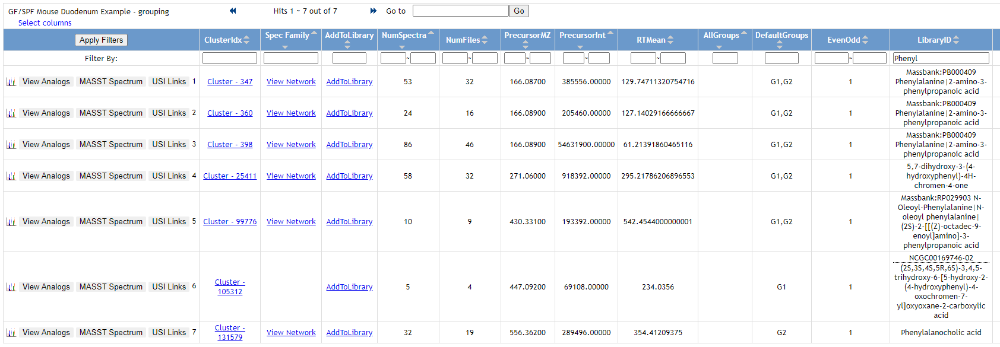 GF/SPF Mouse Duodenum Example - grouping Hits 1 ~ 7 out of 7 Go to Go
Select columns
Apply Filters ClusterIdx Spec Family AddToLibrary NumSpectra NumFiles PrecursorMZ PrecursorInt RTMean AllGroups DefaultGroups EvenOdd LibraryID
Filter By: ~ ~ ~ ~ ~ ~ Phenyl
View Analogs MASST Spectrum USI Links 1 Cluster - 347 View Network AddToLibrary 53 32 166.08700 385556.00000 129.74711320754716 G1,G2 1 Massbank:PB000409
Phenylalanine|2-amino-3-
phenylpropanoic acid
View Analogs MASST Spectrum USI Links 2 Cluster - 360 View Network AddToLibrary 24 16 166.08900 205460.00000 127.14029166666667 G1,G2 1 Massbank:PB000409
Phenylalanine|2-amino-3-
phenylpropanoic acid
View Analogs MASST Spectrum USI Links 3 Cluster - 398 View Network AddToLibrary 86 46 166.08900 54631900.00000 61.21391860465116 G1,G2 1 Massbank:PB000409
Phenylalanine|2-amino-3-
phenylpropanoic acid
View Analogs MASST Spectrum USI Links 4 Cluster - 25411 View Network AddToLibrary 58 32 271.06000 918392.00000 295.21786206896553 G1,G2 1 5,7-dihydroxy-3-(4-
hydroxyphenyl)-4H-
chromen-4-one
View Analogs MASST Spectrum USI Links 5 Cluster - 99776 View Network AddToLibrary 10 9 430.33100 193392.00000 542.4544000000001 G1,G2 1 Massbank:RP029903 N-
Oleoyl-Phenylalanine|N-
oleoyl phenylalanine|
(2S)-2-[[(Z)-octadec-9-
enoyl]amino]-3-
phenylpropanoic acid
View Analogs MASST Spectrum USI Links 6 Cluster -
105312 AddToLibrary 5 4 447.09200 69108.00000 234.0356 G1 1 NCGC00169746-02
(2S,3S,4S,5R,6S)-3,4,5-
trihydroxy-6-[5-hydroxy-2-
(4-hydroxyphenyl)-4-
oxochromen-7-
yl]oxyoxane-2-carboxylic
acid
View Analogs MASST Spectrum USI Links 7 Cluster -
131579 View Network AddToLibrary 32 19 556.36200 289496.00000 354.41209375 G2 1 Phenylalanocholic acid